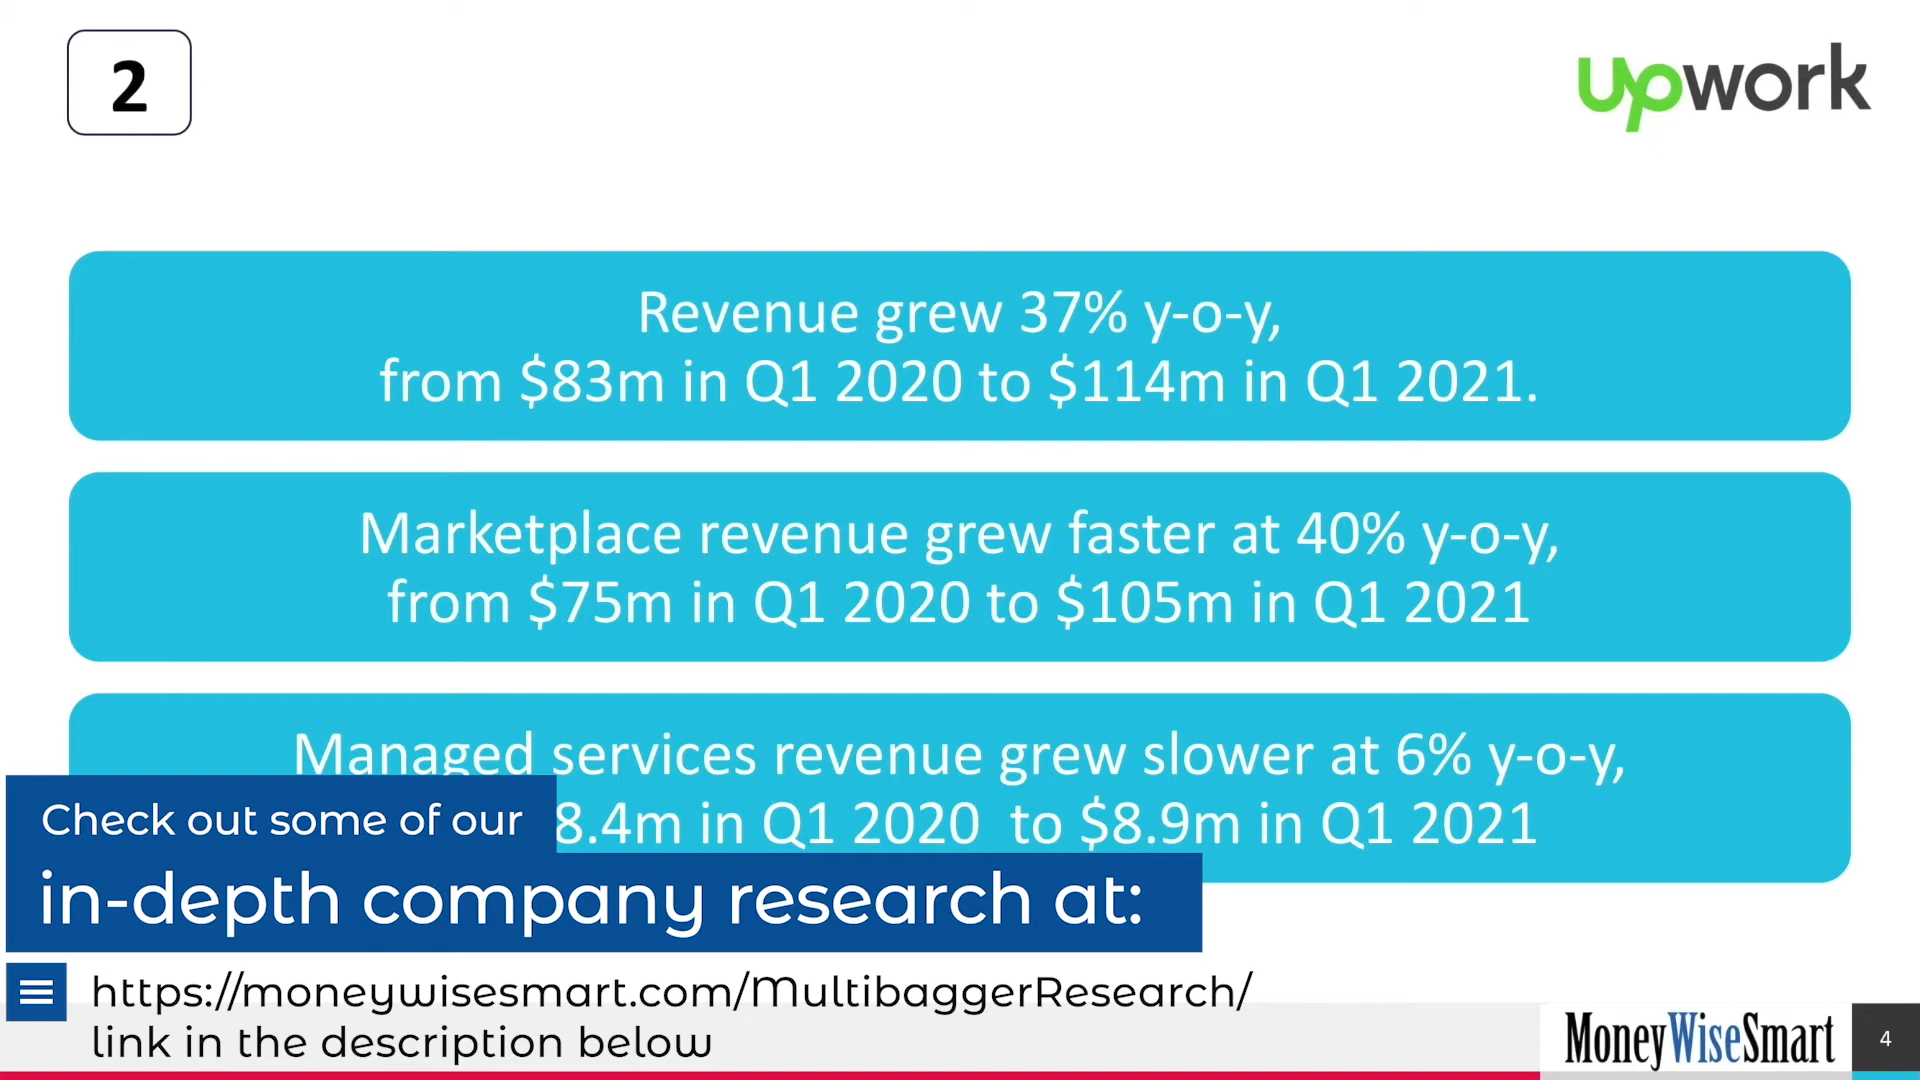 2
upwork
Revenue grew 37% y-o-y,
from $83m in Q1 2020 to $114m in Q1 2021.
Marketplace revenue grew faster at 40% y-o-y,
from $75m in Q1 2020 to $105m in Q1 2021
Managed services revenue grew slower at 6% y-o-y,
8.4m in Q1 2020 to $8.9m in Q1 2021
Check out some of our
in-depth company research at:
https://moneywisesmart.com/MultibaggerResearch/
link in the description below
MoneyWiseSmart
4